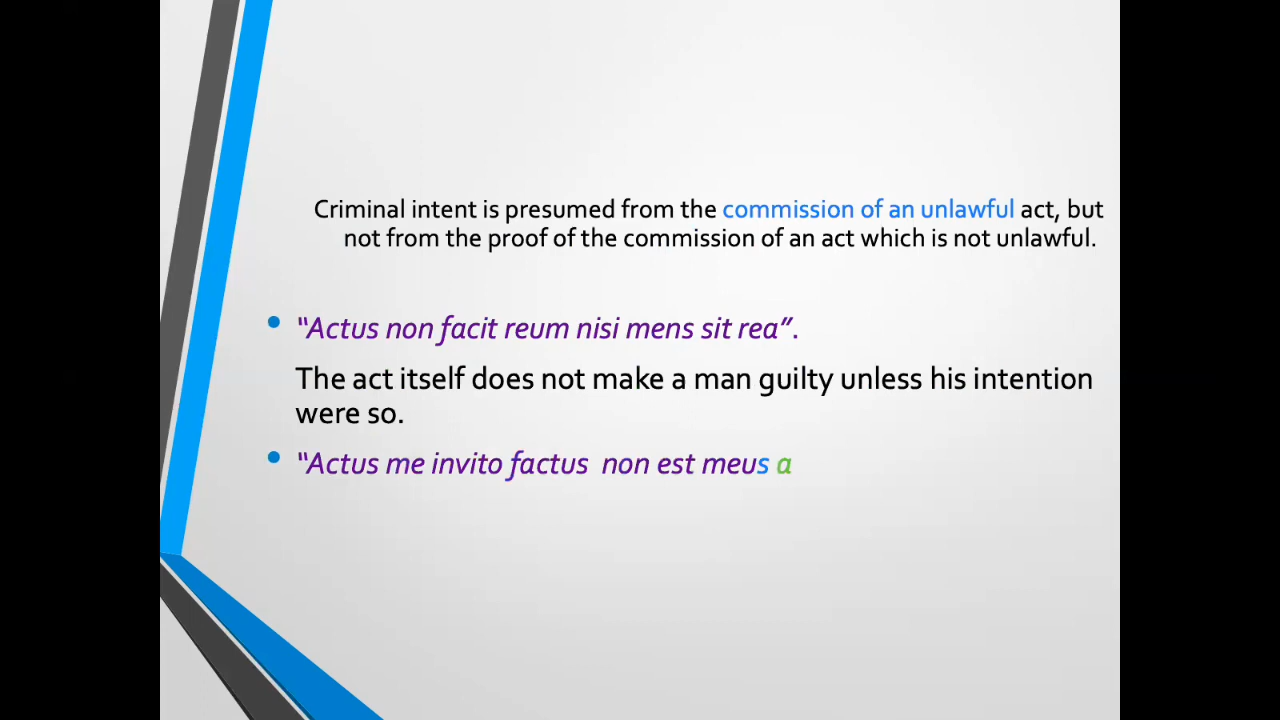 Criminal intent is presumed from the commission of an unlawful act, but
not from the proof of the commission of an act which is not unlawful.
• “Actus non facit reum nisi mens sit rea”.
The act itself does not make a man guilty unless his intention
were so.
• “Actus me invito factus non est meus a